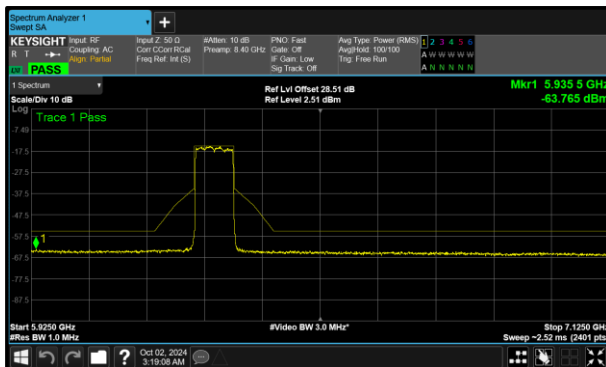 Spectrum Analyzer 1
Swept SA
KEYSIGHT
R T
PASS
Input: RF
Coupling: AC
Align: Partial
Input Z: 50 Ω
Corr CCorr RCal
Freq Ref: Int (S)
#Atten: 10 dB
Preamp: 8.40 GHz
PNO: Fast
Gate: Off
IF Gain: Low
Sig Track: Off
Avg Type: Power (RMS)
Avg|Hold: 100/100
Trig: Free Run
1 2 3 4 5 6
A W W W W W
A N N N N N
1 Spectrum
Scale/Div 10 dB
Ref Lvl Offset 28.51 dB
Ref Level 2.51 dBm
Mkr1 5.935 5 GHz
-63.765 dBm
Log
Trace 1 Pass
-7.49
-17.5
-27.5
-37.5
-47.5
-57.5
-67.5
-77.5
-87.5
1
Start 5.9250 GHz
#Video BW 3.0 MHz*
Stop 7.1250 GHz
#Res BW 1.0 MHz
Sweep ~2.52 ms (2401 pts)
?
Oct 02, 2024
3:19:08 AM